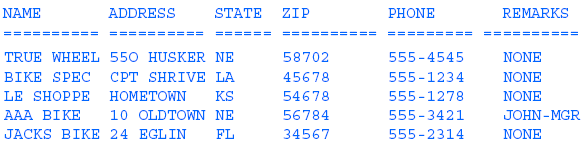 NAME ADDRESS STATE ZIP PHONE REMARKS
========== ========== ====== ========== ========= ==========
TRUE WHEEL 55O HUSKER NE 58702 555-4545 NONE
BIKE SPEC CPT SHRIVE LA 45678 555-1234 NONE
LE SHOPPE HOMETOWN KS 54678 555-1278 NONE
AAA BIKE 10 OLDTOWN NE 56784 555-3421 JOHN-MGR
JACKS BIKE 24 EGLIN FL 34567 555-2314 NONE